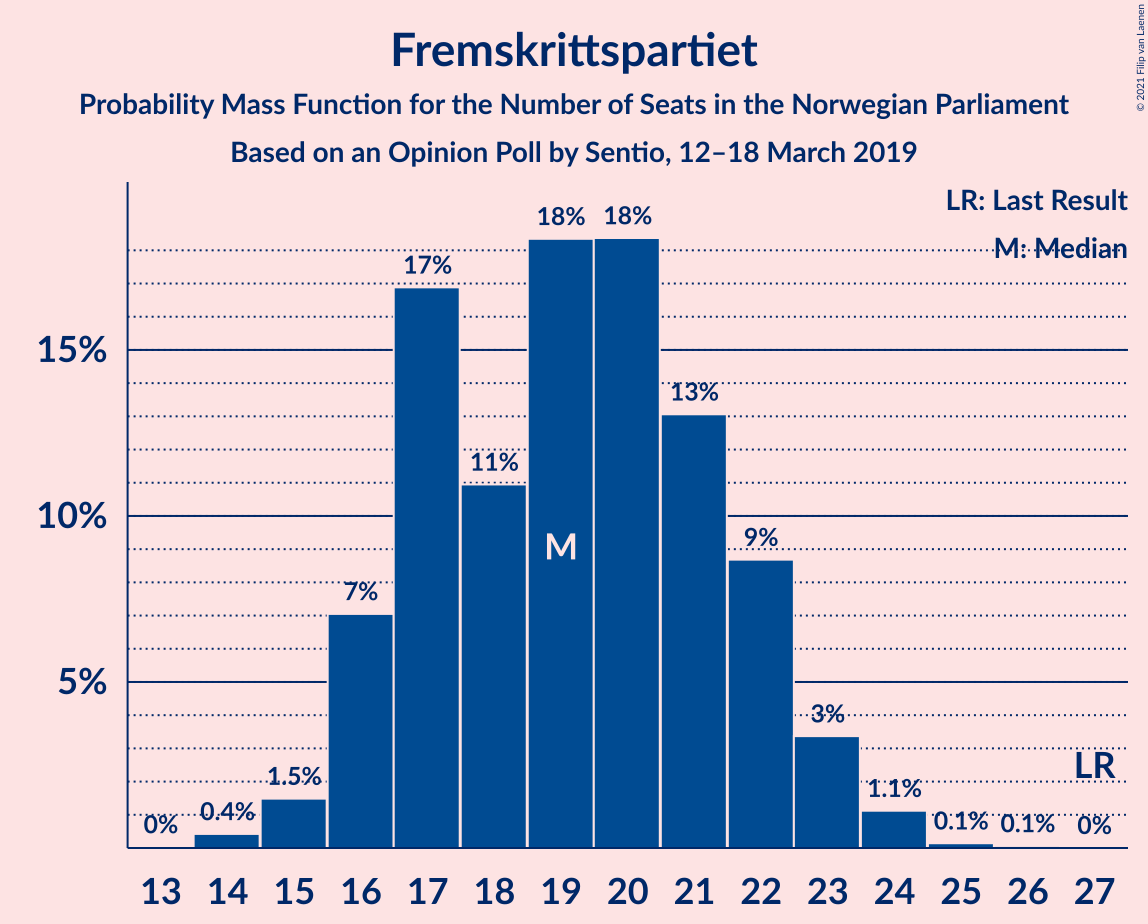 Fremskrittspartiet
Probability Mass Function for the Number of Seats in the Norwegian Parliament
Based on an Opinion Poll by Sentio, 12–18 March 2019
© 2021 Filip van Laenen
LR: Last Result
M: Median
15%
10%
5%
0%
0.4%
1.5%
7%
17%
11%
18%
18%
13%
9%
3%
1.1%
0.1%
0.1%
0%
M
LR
13 14 15 16 17 18 19 20 21 22 23 24 25 26 27